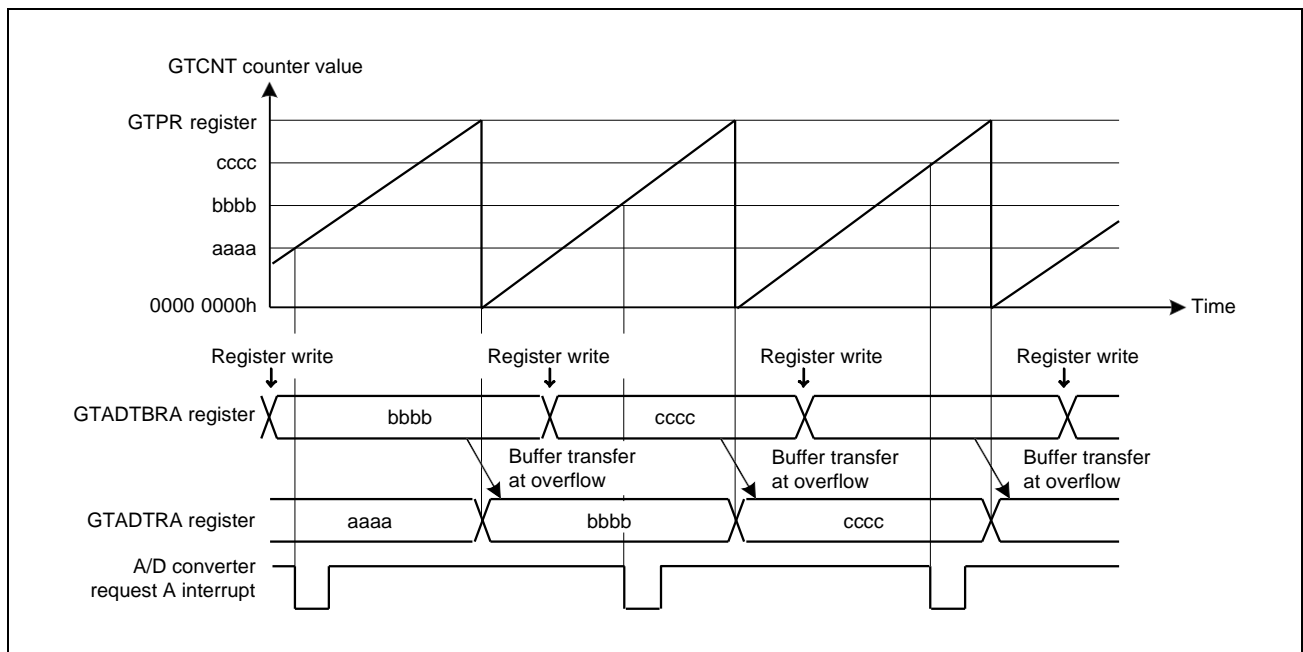 GTCNT counter value
GTPR register
cccc
bbbb
aaaa
0000 0000h
Time
Register write Register write Register write Register write
GTADTBRA register bbbb cccc
Buffer transfer Buffer transfer Buffer transfer
at overflow at overflow at overflow
GTADTRA register aaaa bbbb cccc
A/D converter
request A interrupt